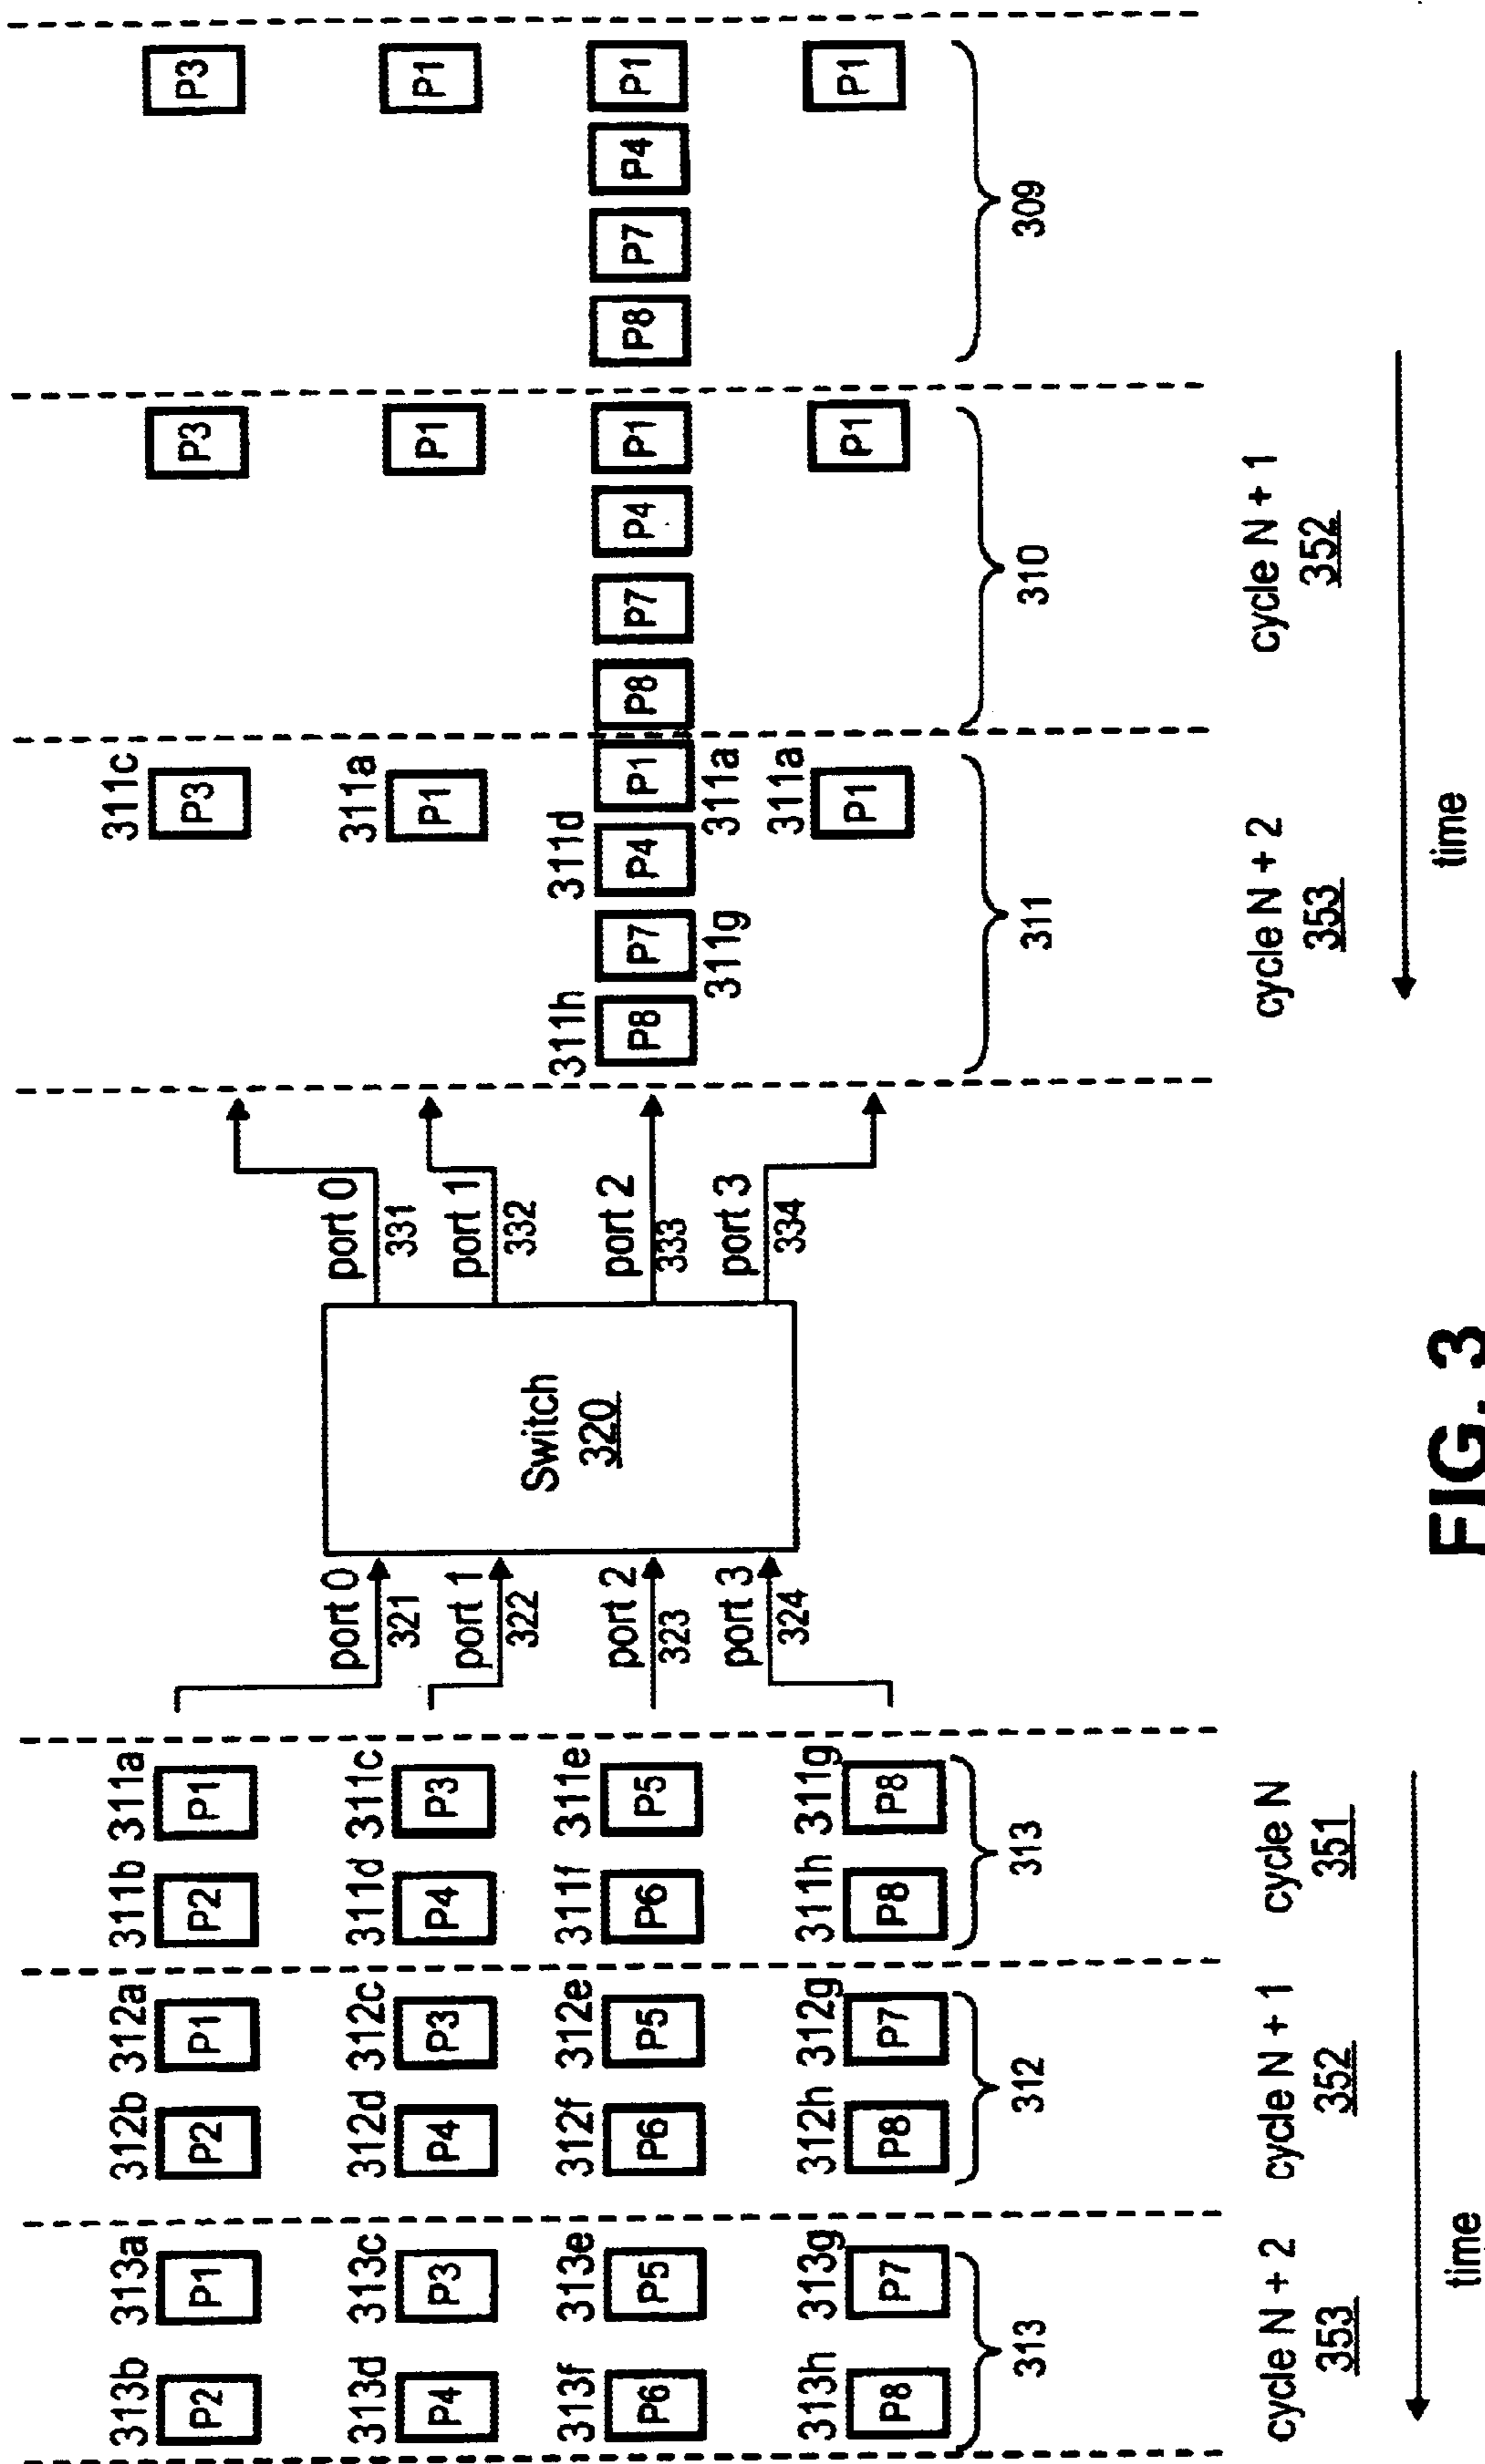 313b 313a 312b 312a 311b 311a 311c
P2 P1 P2 P1 P2 P1 P3 P3 P3
313d 313c 312d 312c 311d 311c port 0 port 0 311a
321 331
P4 P3 P4 P3 P4 P3 P1 P1 P1
port 1 port 1
322 332
Switch
320
313f 313e 312f 312e 311f 311e 311h 311d
P6 P5 P6 P5 P6 P5 port 2 port 2 P8 P7 P4 P1 P8 P7 P4 P1 P8 P7 P4 P1
323 333
311g 311a
port 3 port 3
324 334
313h 313g 312h 312g 311h 311g 311a
P8 P7 P8 P7 P8 P8 P1 P1 P1
313 312 313 311 310 309
cycle N + 2 cycle N + 1 cycle N cycle N + 2 cycle N + 1
353 352 351 353 352
time time
FIG. 3